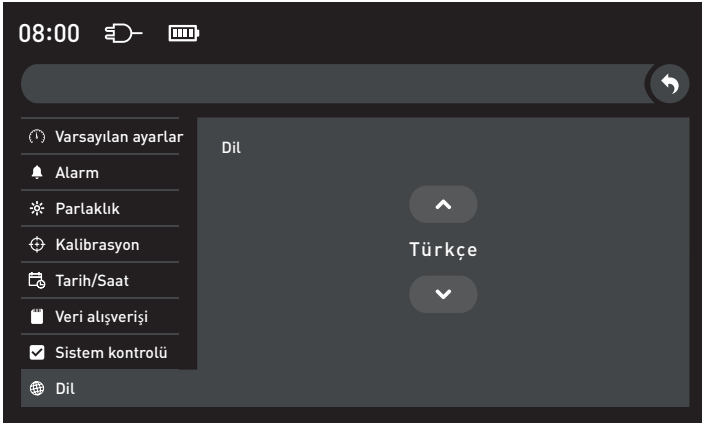 08:00
Varsayılan ayarlar
Alarm
Parlaklık
Kalibrasyon
Tarih/Saat
Veri alışverişi
Sistem kontrolü
Dil
Dil
Türkçe